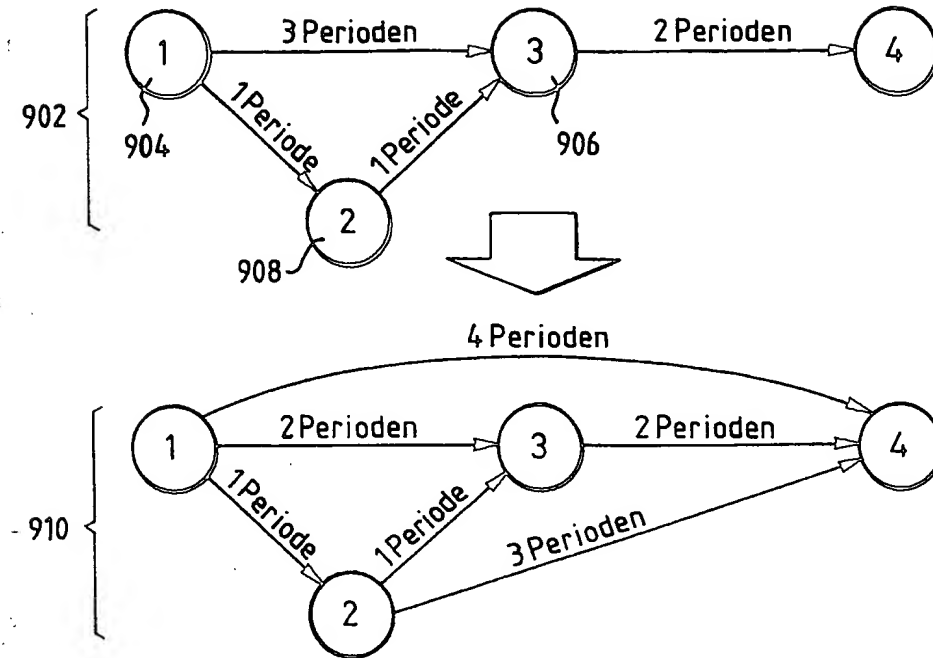 3 Perioden
2 Perioden
1
3
4
902
904
1 Periode
1 Periode
906
2
908
4 Perioden
1
2 Perioden
3
2 Perioden
4
910
1 Periode
1 Periode
3 Perioden
2